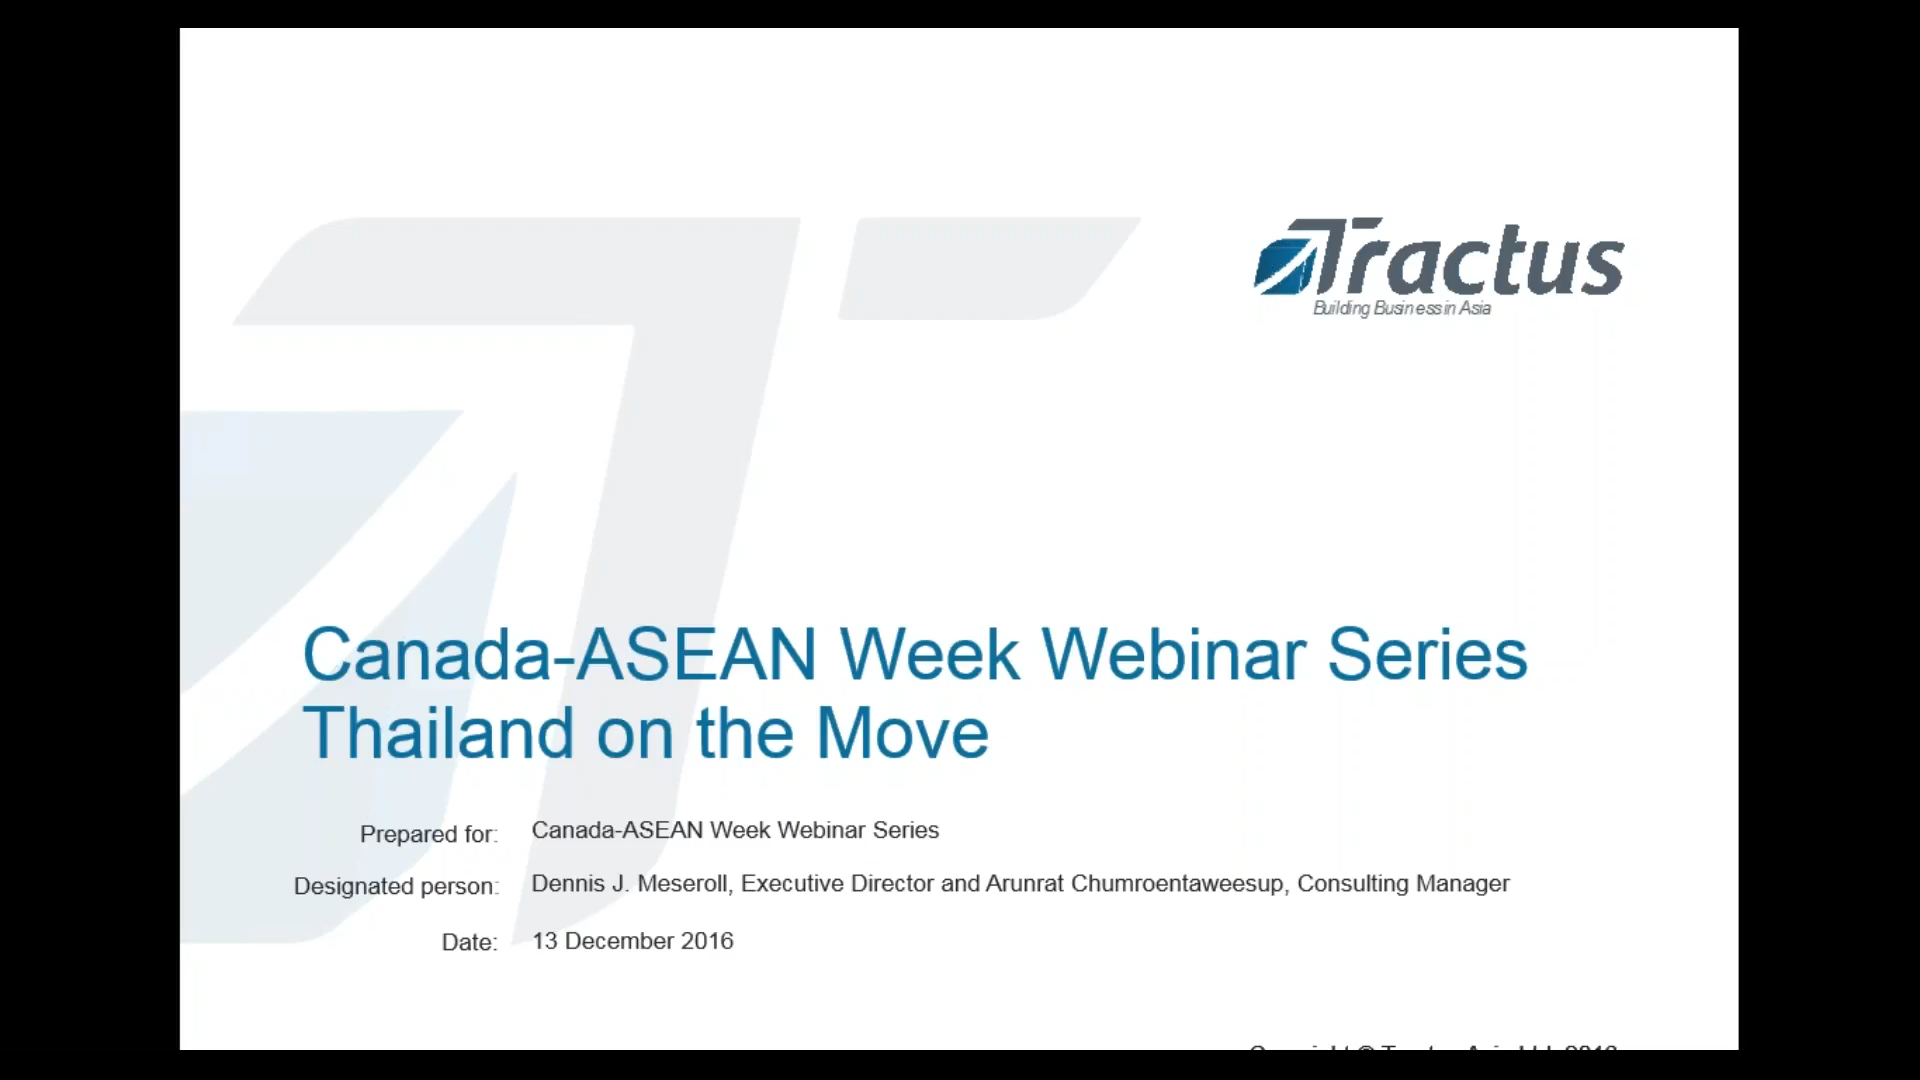 Tractus
Building Business in Asia
Canada-ASEAN Week Webinar Series
Thailand on the Move
Prepared for: Canada-ASEAN Week Webinar Series
Designated person: Dennis J. Meseroll, Executive Director and Arunrat Chumroentaweesup, Consulting Manager
Date: 13 December 2016